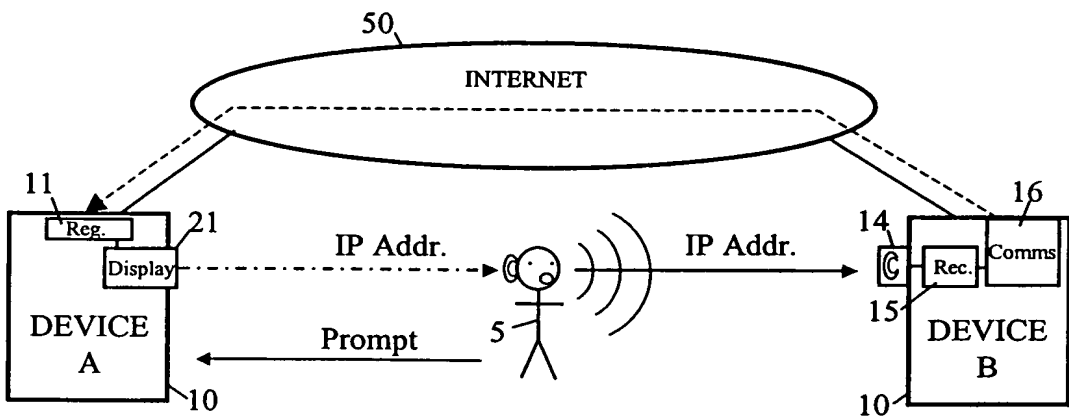 50
INTERNET
11
Reg.
21
Display
IP Addr.
IP Addr.
14
16
Rec.
Comms
15
DEVICE
A
5
Prompt
10
DEVICE
B
10